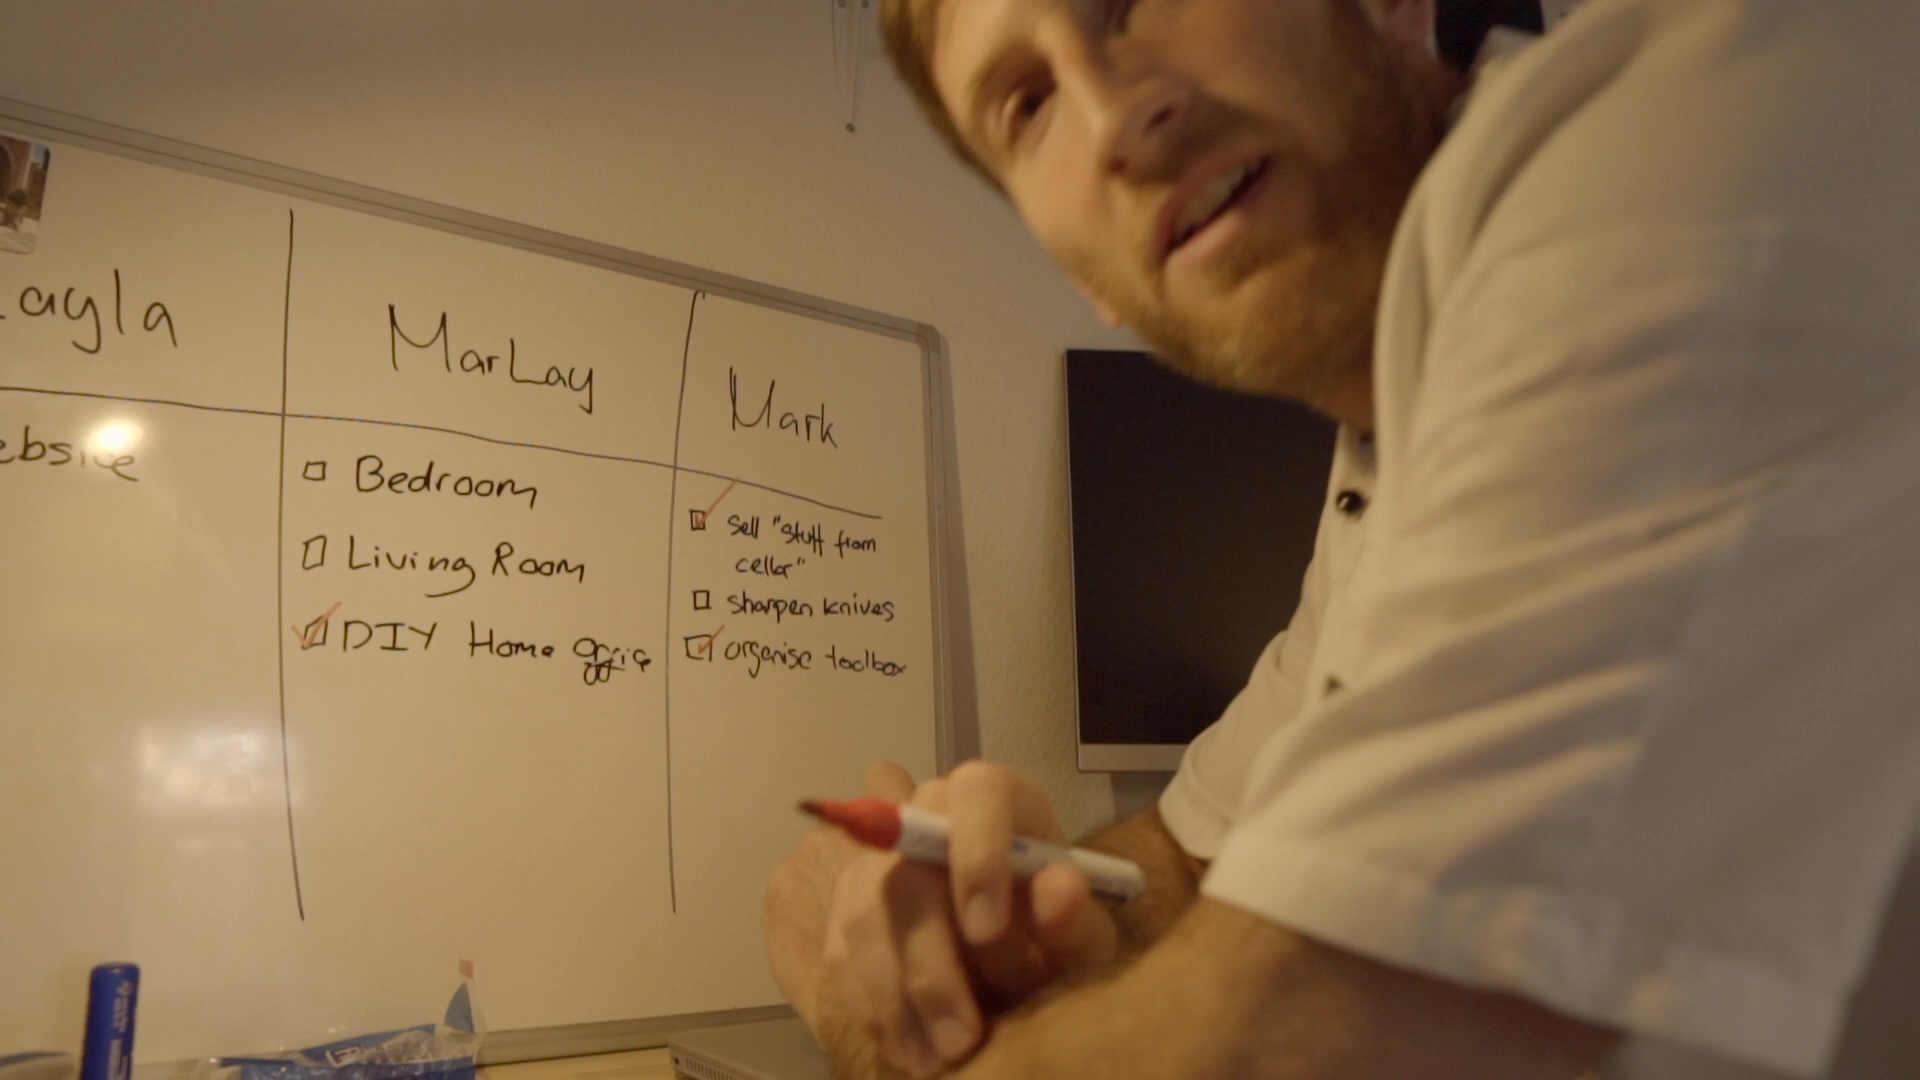 ayla
MarLay
Mark
ebsite
Bedroom
Living Room
DIY Home Office
sell "stuff from
cellar"
sharpen knives
organise toolbox